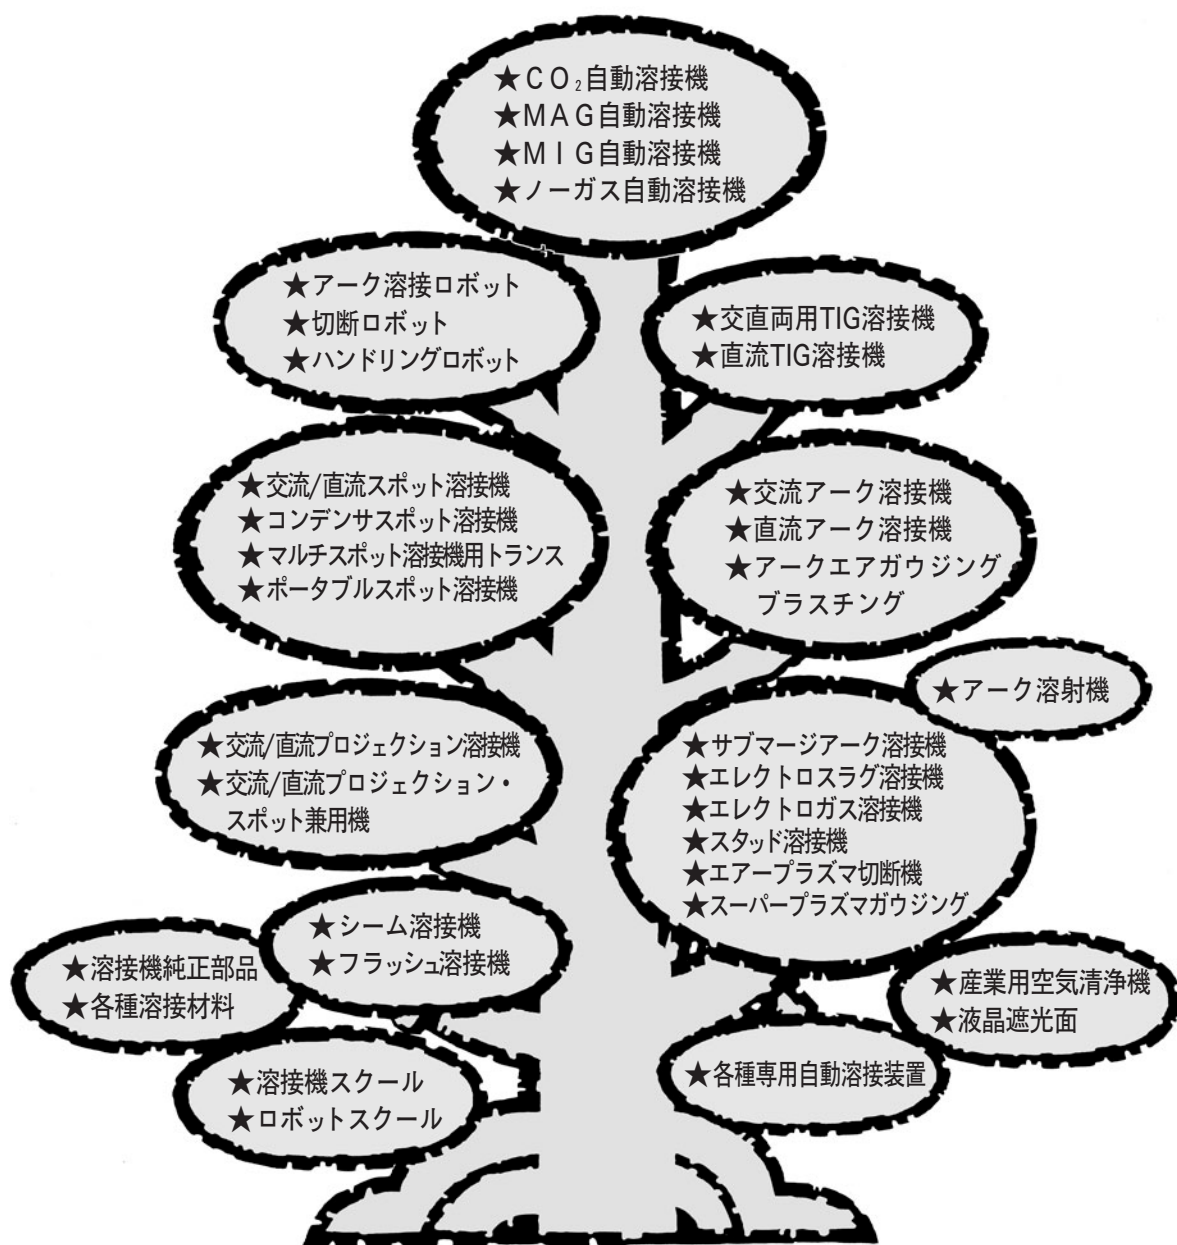 ★CO₂自動溶接機
★MAG自動溶接機
★MIG自動溶接機
★ノーガス自動溶接機
★アーク溶接ロボット
★切断ロボット
★ハンドリングロボット
★交直両用TIG溶接機
★直流TIG溶接機
★交流/直流スポット溶接機
★コンデンサスポット溶接機
★マルチスポット溶接機用トランス
★ポータブルスポット溶接機
★交流アーク溶接機
★直流アーク溶接機
★アークエアガウジング
ブラスチング
★アーク溶射機
★交流/直流プロジェクション溶接機
★交流/直流プロジェクション・
スポット兼用機
★サブマージアーク溶接機
★エレクトロスラグ溶接機
★エレクトロガス溶接機
★スタッド溶接機
★エアープラズマ切断機
★スーパープラズマガウジング
★シーム溶接機
★フラッシュ溶接機
★溶接機純正部品
★各種溶接材料
★産業用空気清浄機
★液晶遮光面
★溶接機スクール
★ロボットスクール
★各種専用自動溶接装置